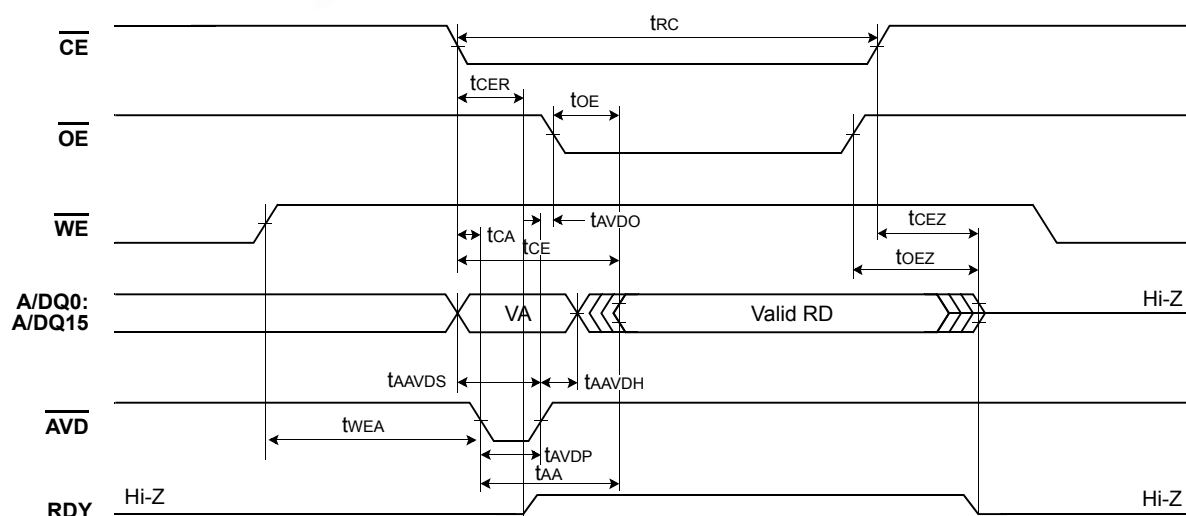 CE
tRC
tCER
OE
tOE
WE
tAVDO
tCA
tCE
tCEZ
tOEZ
A/DQ0:
A/DQ15
VA
Valid RD
Hi-Z
tAAVDS
tAAVDH
AVD
tWEA
tAVDP
tAA
Hi-Z
Hi-Z
RDY